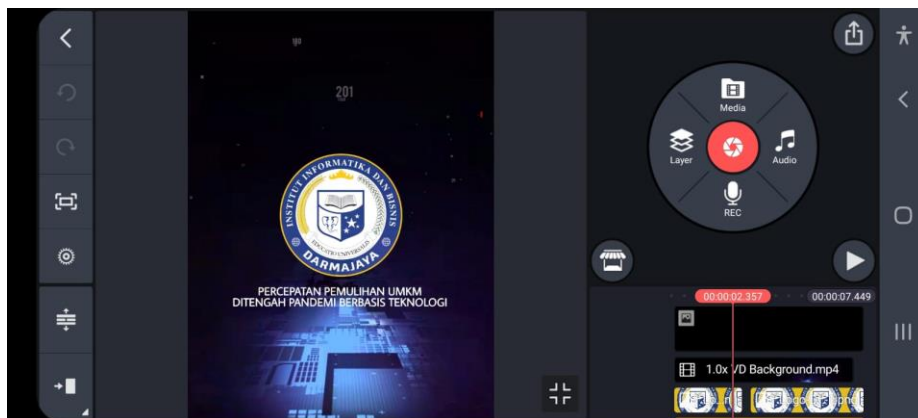 201
INSTITUT INFORMATIKA DAN BISNIS
DARMAJAYA
PERCEPATAN PEMULIHAN UMKM
DITENGAH PANDEMI BERBASIS TEKNOLOGI
Media
Layer
Audio
REC
00:00:02.357
00:00:07.449
1.0x VD Background.mp4